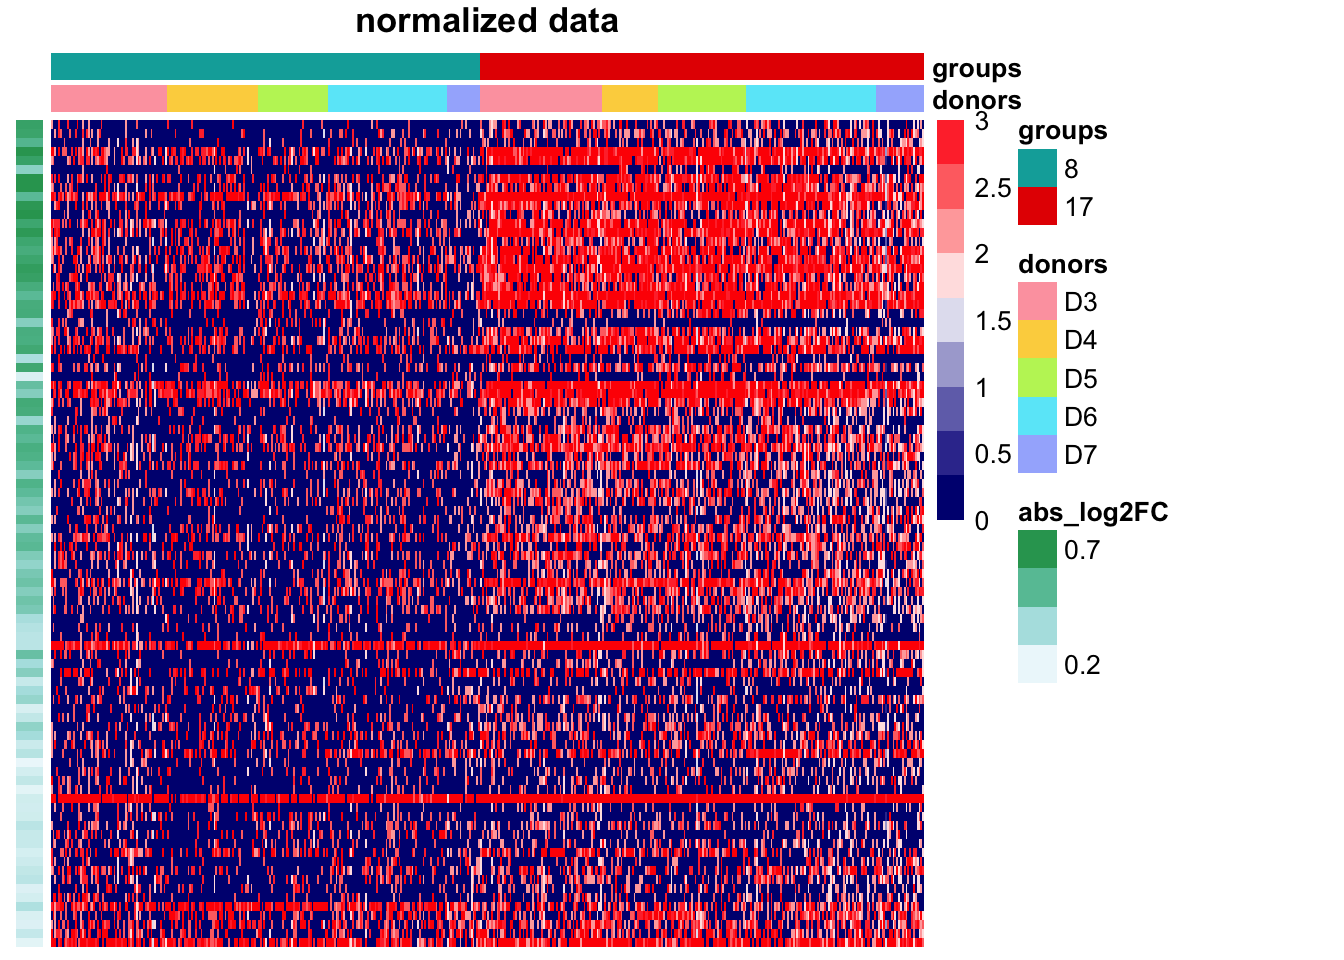 normalized data
groups
donors
3
2.5
2
1.5
1
0.5
0
groups
8
17
donors
D3
D4
D5
D6
D7
abs_log2FC
0.7
0.2